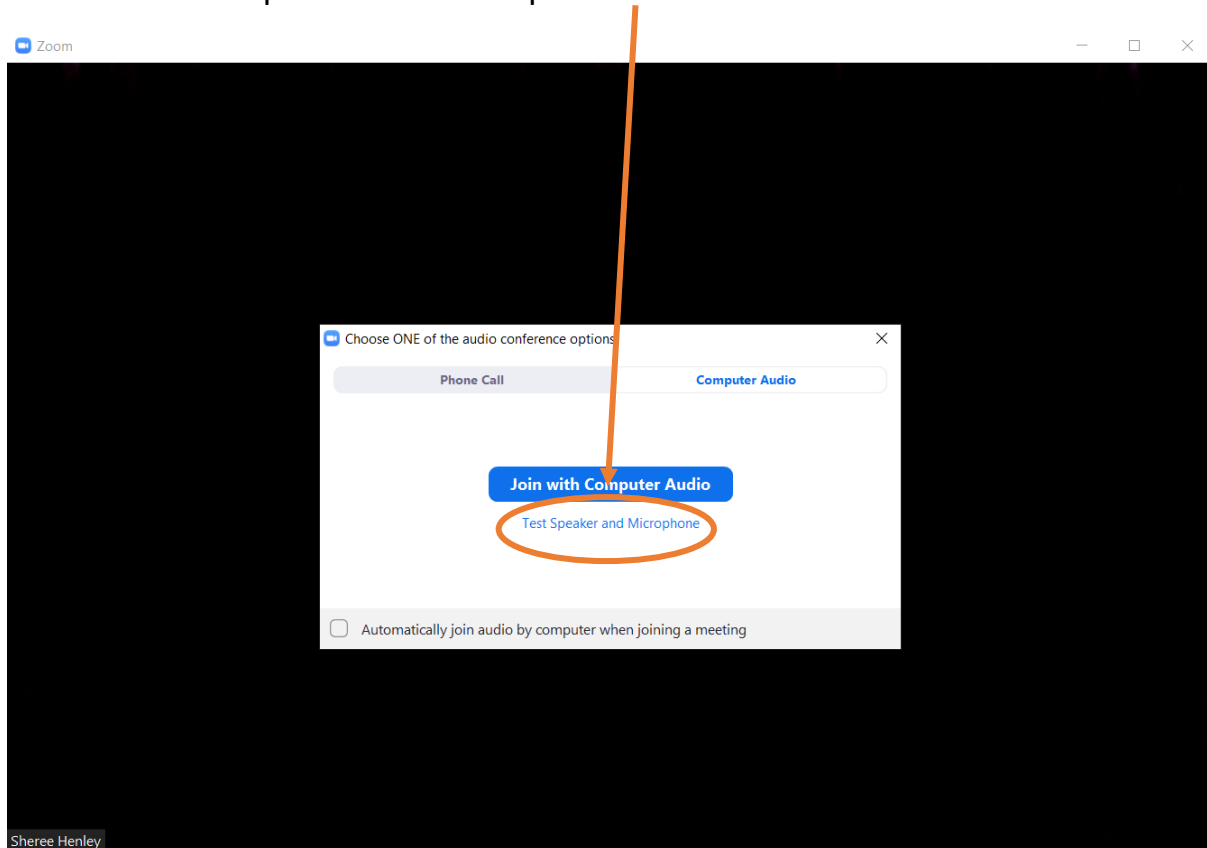 Zoom
Choose ONE of the audio conference options
Phone Call Computer Audio
Join with Computer Audio
Test Speaker and Microphone
Automatically join audio by computer when joining a meeting
Sheree Henley